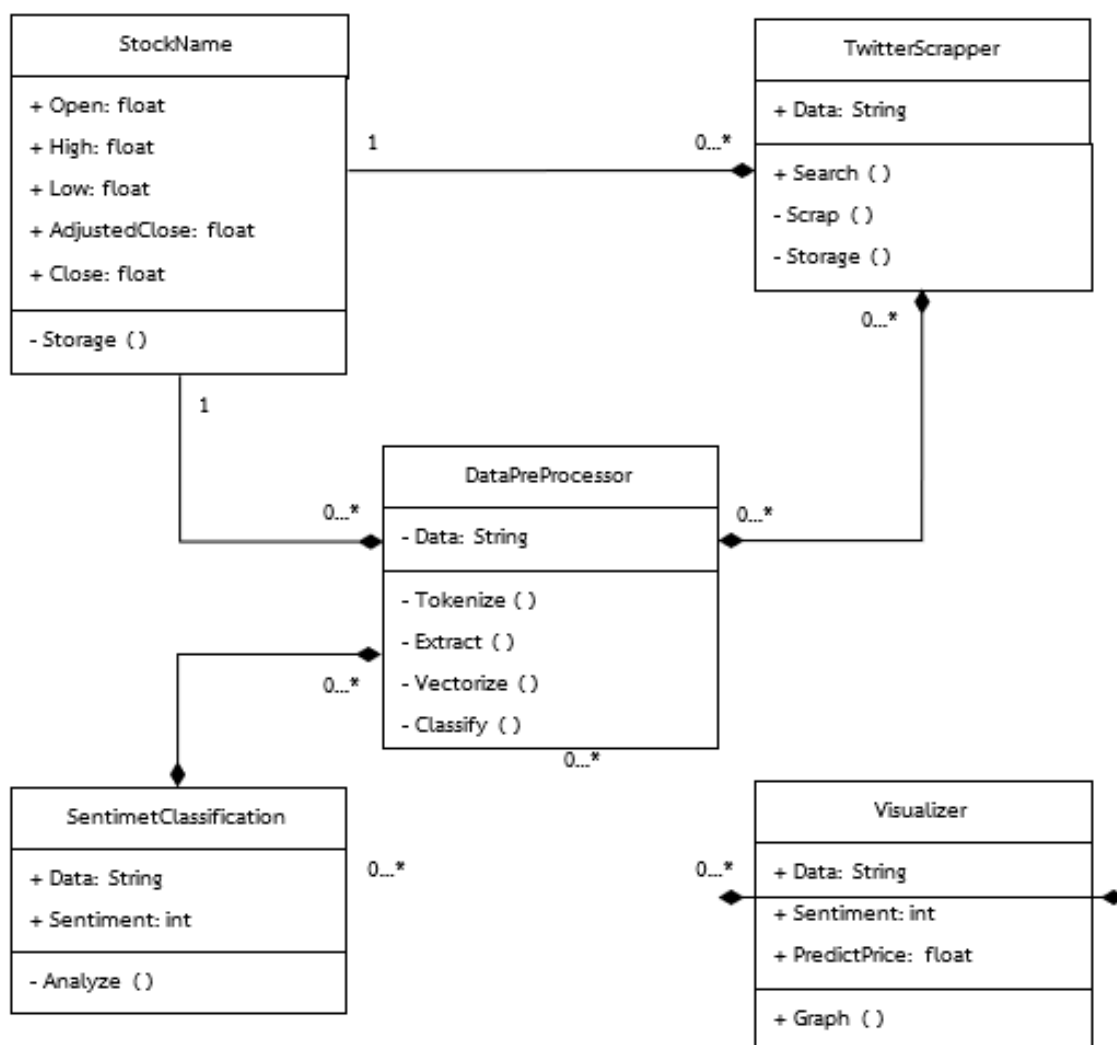 StockName
+ Open: float
+ High: float
+ Low: float
+ AdjustedClose: float
+ Close: float
- Storage ( )
1
0...*
TwitterScrapper
+ Data: String
+ Search ( )
- Scrap ( )
- Storage ( )
0...*
1
0...*
DataPreProcessor
- Data: String
- Tokenize ( )
- Extract ( )
- Vectorize ( )
- Classify ( )
0...*
0...*
0...*
SentimetClassification
+ Data: String
+ Sentiment: int
- Analyze ( )
0...*
0...*
Visualizer
+ Data: String
+ Sentiment: int
+ PredictPrice: float
+ Graph ( )